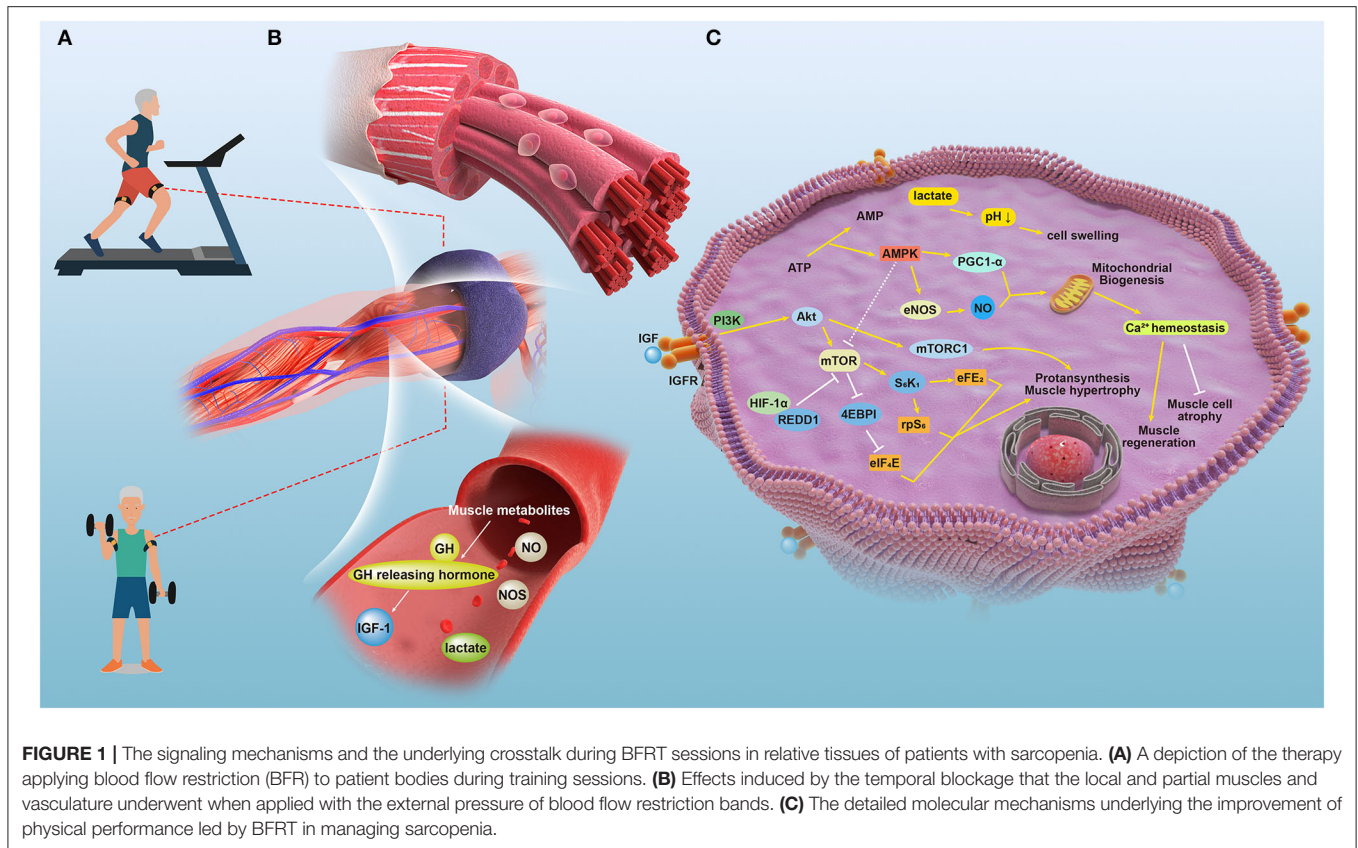 A
B
C
lactate
pH ↓
cell swelling
AMP
ATP
AMPK
PGC1-α
Mitochondrial
Biogenesis
eNOS
NO
Ca²⁺ hemeostasis
PI3K
Akt
IGF
IGFR
mTOR
mTORC1
S₆K₁
eFE₂
Protansynthesis
Muscle hypertrophy
HIF-1α
REDD1
4EBPI
rpS₆
eIF₄E
Muscle cell
atrophy
Muscle
regeneration
Muscle metabolites
GH
NO
GH releasing hormone
NOS
IGF-1
lactate
FIGURE 1 | The signaling mechanisms and the underlying crosstalk during BFRT sessions in relative tissues of patients with sarcopenia. (A) A depiction of the therapy
applying blood flow restriction (BFR) to patient bodies during training sessions. (B) Effects induced by the temporal blockage that the local and partial muscles and
vasculature underwent when applied with the external pressure of blood flow restriction bands. (C) The detailed molecular mechanisms underlying the improvement of
physical performance led by BFRT in managing sarcopenia.